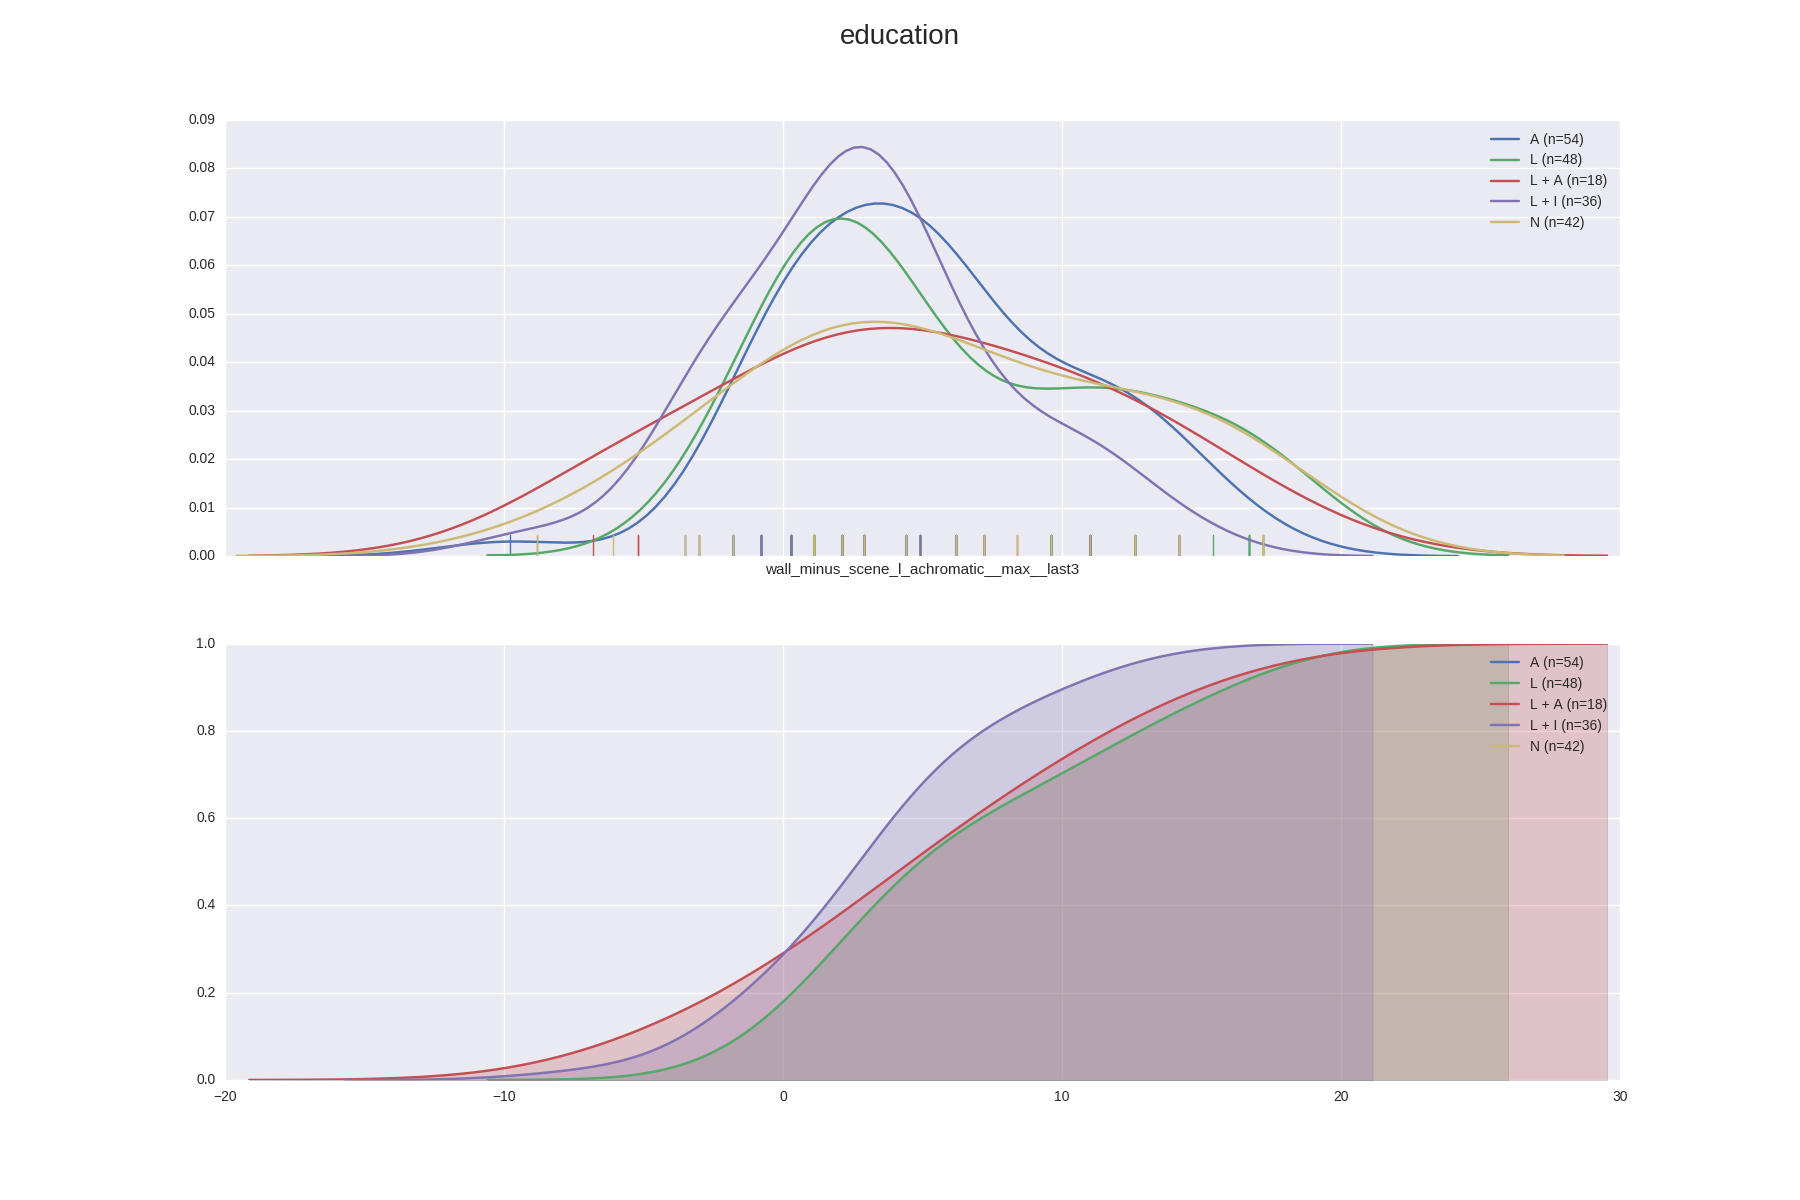 education
0.09
0.08
0.07
0.06
0.05
0.04
0.03
0.02
0.01
0.00
A (n=54)
L (n=48)
L + A (n=18)
L + I (n=36)
N (n=42)
wall_minus_scene_l_achromatic__max__last3
1.0
0.8
0.6
0.4
0.2
0.0
A (n=54)
L (n=48)
L + A (n=18)
L + I (n=36)
N (n=42)
−20 −10 0 10 20 30